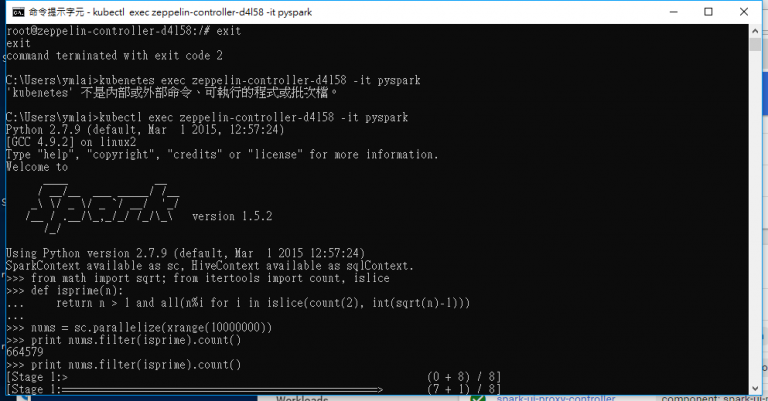 命令提示字元 - kubectl exec zeppelin-controller-d4l58 -it pyspark
root@zeppelin-controller-d4l58:/# exit
exit
command terminated with exit code 2
C:\Users\ymlai>kubenetes exec zeppelin-controller-d4l58 -it pyspark
'kubenetes' 不是內部或外部命令、可執行的程式或批次檔。
C:\Users\ymlai>kubectl exec zeppelin-controller-d4l58 -it pyspark
Python 2.7.9 (default, Mar  1 2015, 12:57:24)
[GCC 4.9.2] on linux2
Type "help", "copyright", "credits" or "license" for more information.
Welcome to
Spark
version 1.5.2
Using Python version 2.7.9 (default, Mar  1 2015 12:57:24)
SparkContext available as sc, HiveContext available as sqlContext.
>>> from math import sqrt; from itertools import count, islice
>>> def isprime(n):
...     return n > 1 and all(n%i for i in islice(count(2), int(sqrt(n)-1)))
...
>>> nums = sc.parallelize(xrange(10000000))
>>> print nums.filter(isprime).count()
664579
>>> print nums.filter(isprime).count()
[Stage 1:> (0 + 8) / 8]
[Stage 1:==================================================> (7 + 1) / 8]
Workloads
spark-ui-proxy-controller
component: spark-ui-p